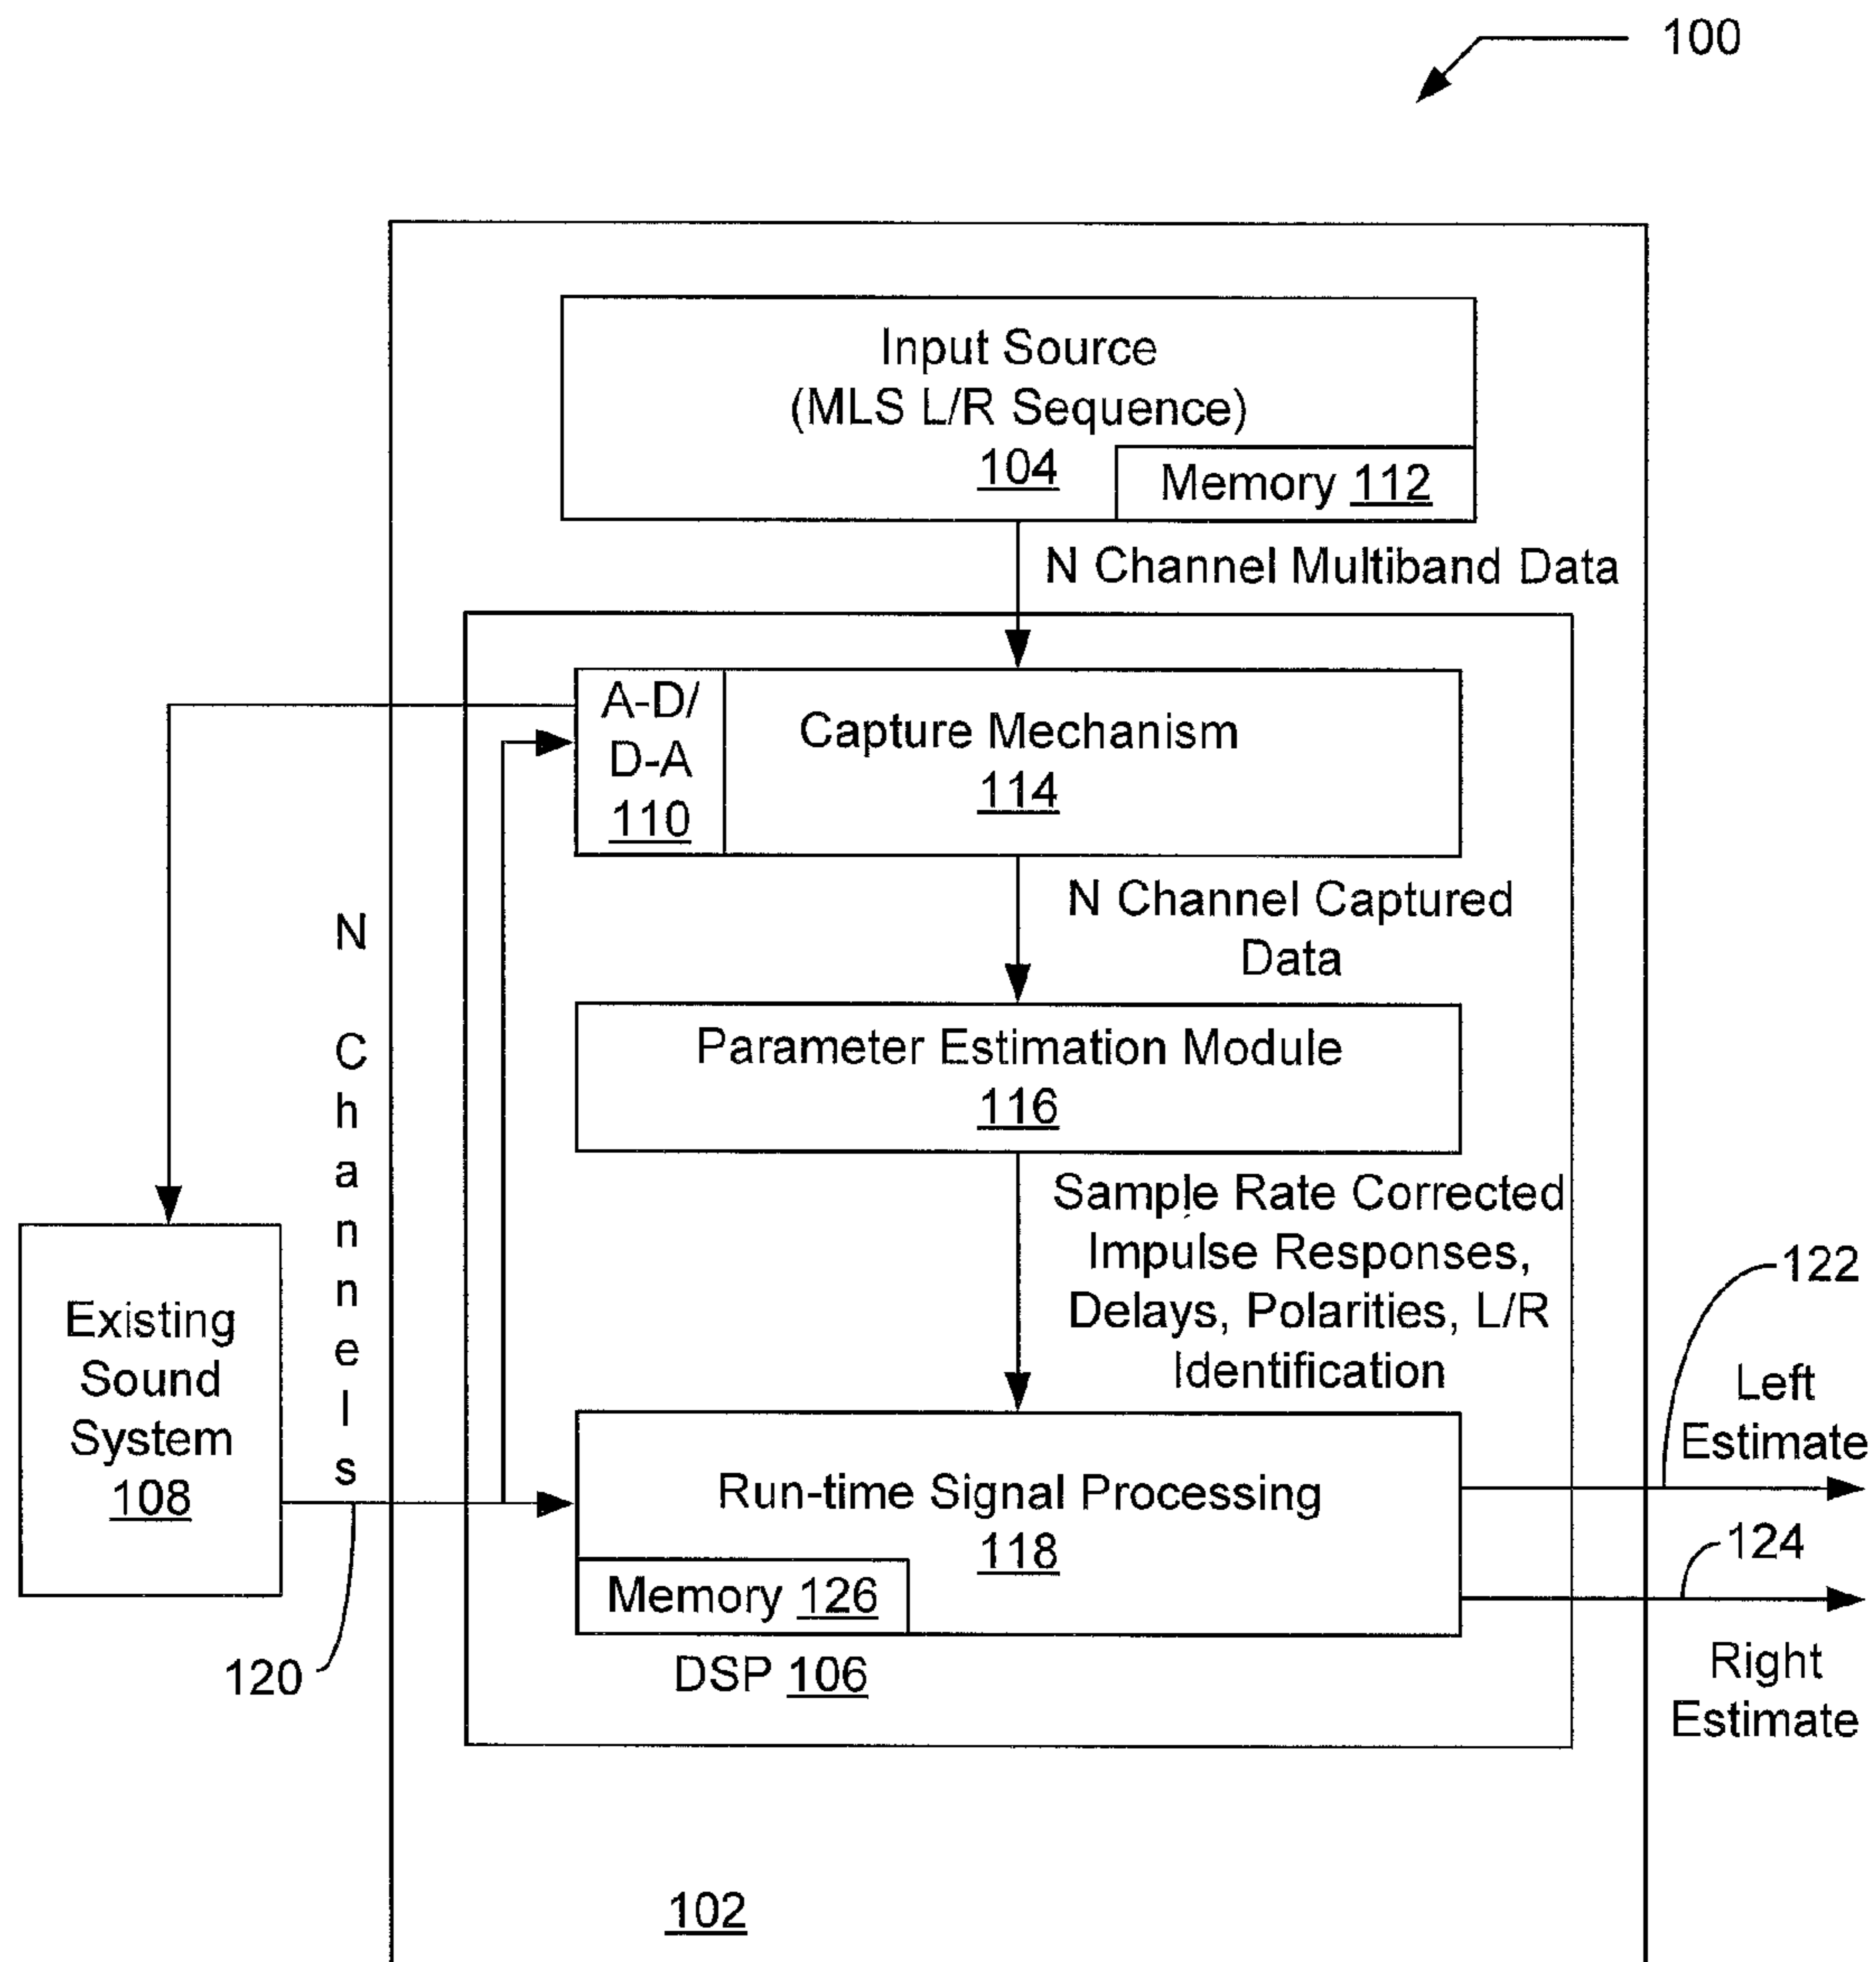 100
Input Source
(MLS L/R Sequence)
104
Memory 112
N Channel Multiband Data
A-D/
D-A
110
Capture Mechanism
114
N Channel Captured
Data
N Channels
Parameter Estimation Module
116
Sample Rate Corrected
Impulse Responses,
Delays, Polarities, L/R
Identification
Existing
Sound
System
108
122
Left
Estimate
Run-time Signal Processing
118
Memory 126
124
Right
Estimate
120
DSP 106
102